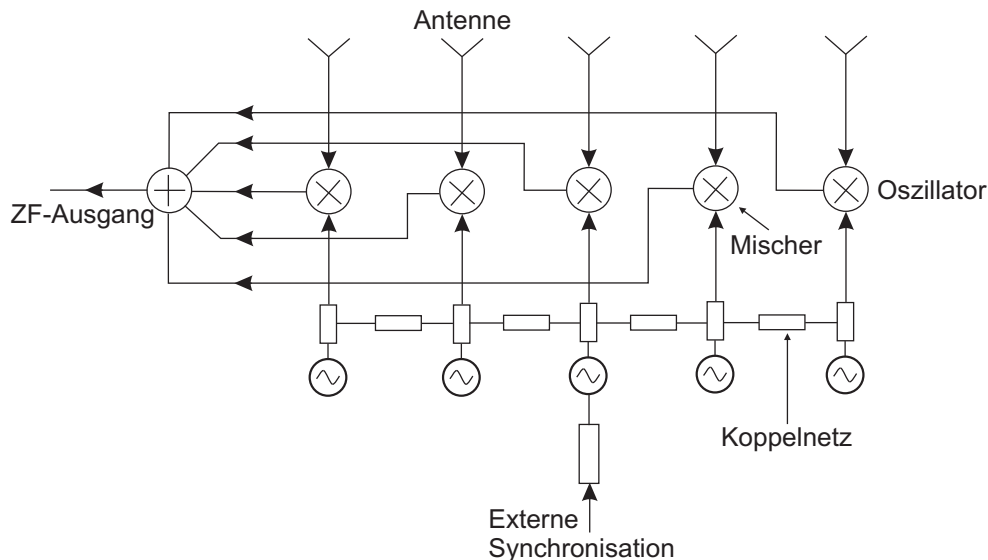 Antenne
ZF-Ausgang
Oszillator
Mischer
Koppelnetz
Externe
Synchronisation